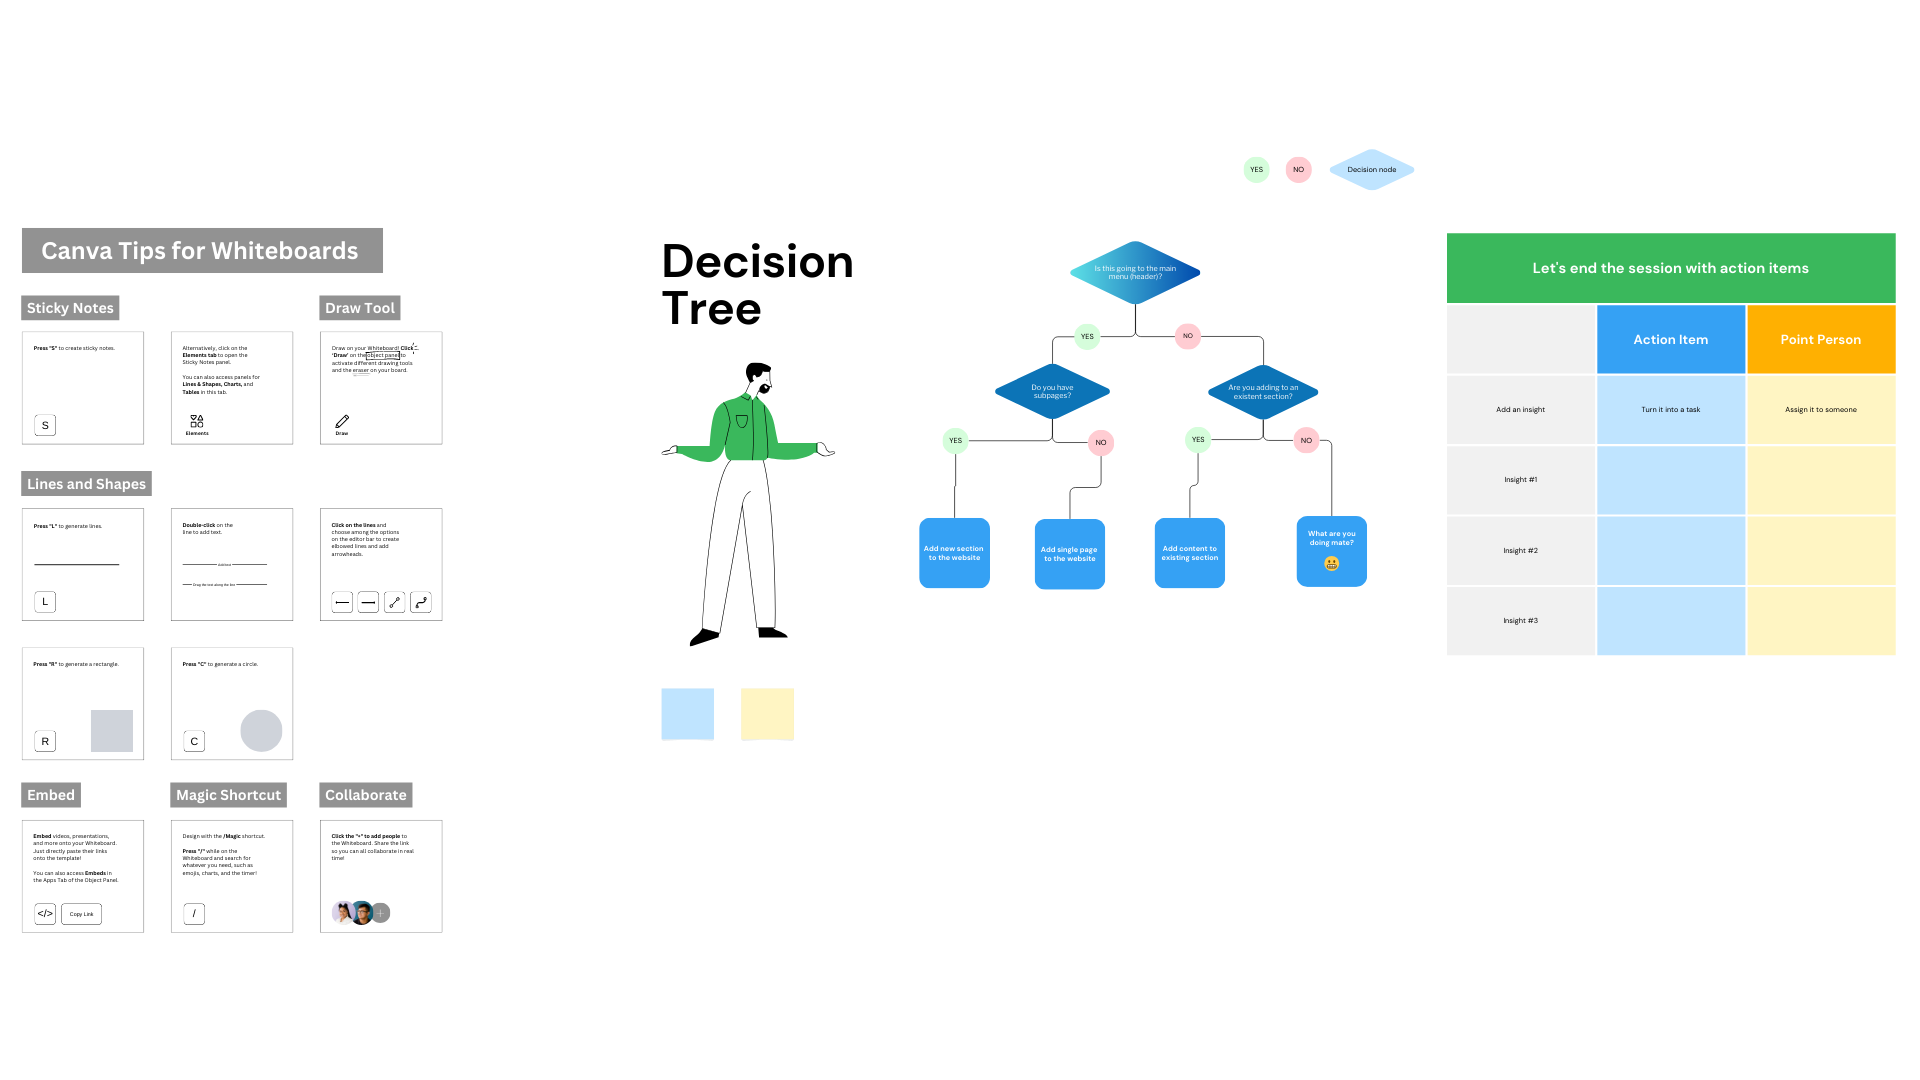 Canva Tips for Whiteboards
Sticky Notes
Press "S" to create sticky notes.
S
Alternatively, click on the
Elements tab to open the
Sticky Notes panel.
You can also access panels for
Lines & Shapes, Charts, and
Tables in this tab.
Elements
Draw Tool
Draw on your Whiteboard! Click
'Draw' on the object panel to
activate different drawing tools
and the eraser on your board.
Draw
Lines and Shapes
Press "L" to generate lines.
L
Double-click on the
line to add text.
Add text
Drag the text along the line
Click on the lines and
choose among the options
on the editor bar to create
elbowed lines and add
arrowheads.
Press "R" to generate a rectangle.
R
Press "C" to generate a circle.
C
Embed
Embed videos, presentations,
and more onto your Whiteboard.
Just directly paste their links
onto the template!
You can also access Embeds in
the Apps Tab of the Object Panel.
</>
Copy Link
Magic Shortcut
Design with the /Magic shortcut.
Press "/" while on the
Whiteboard and search for
whatever you need, such as
emojis, charts, and the timer!
/
Collaborate
Click the "+" to add people to
the Whiteboard. Share the link
so you can all collaborate in real
time!
Decision
Tree
YES
NO
Decision node
Is this going to the main
menu (header)?
YES
NO
Do you have
subpages?
Are you adding to an
existent section?
YES
NO
YES
NO
Add new section
to the website
Add single page
to the website
Add content to
existing section
What are you
doing mate?
Let's end the session with action items
Action Item
Point Person
Add an insight
Turn it into a task
Assign it to someone
Insight #1
Insight #2
Insight #3